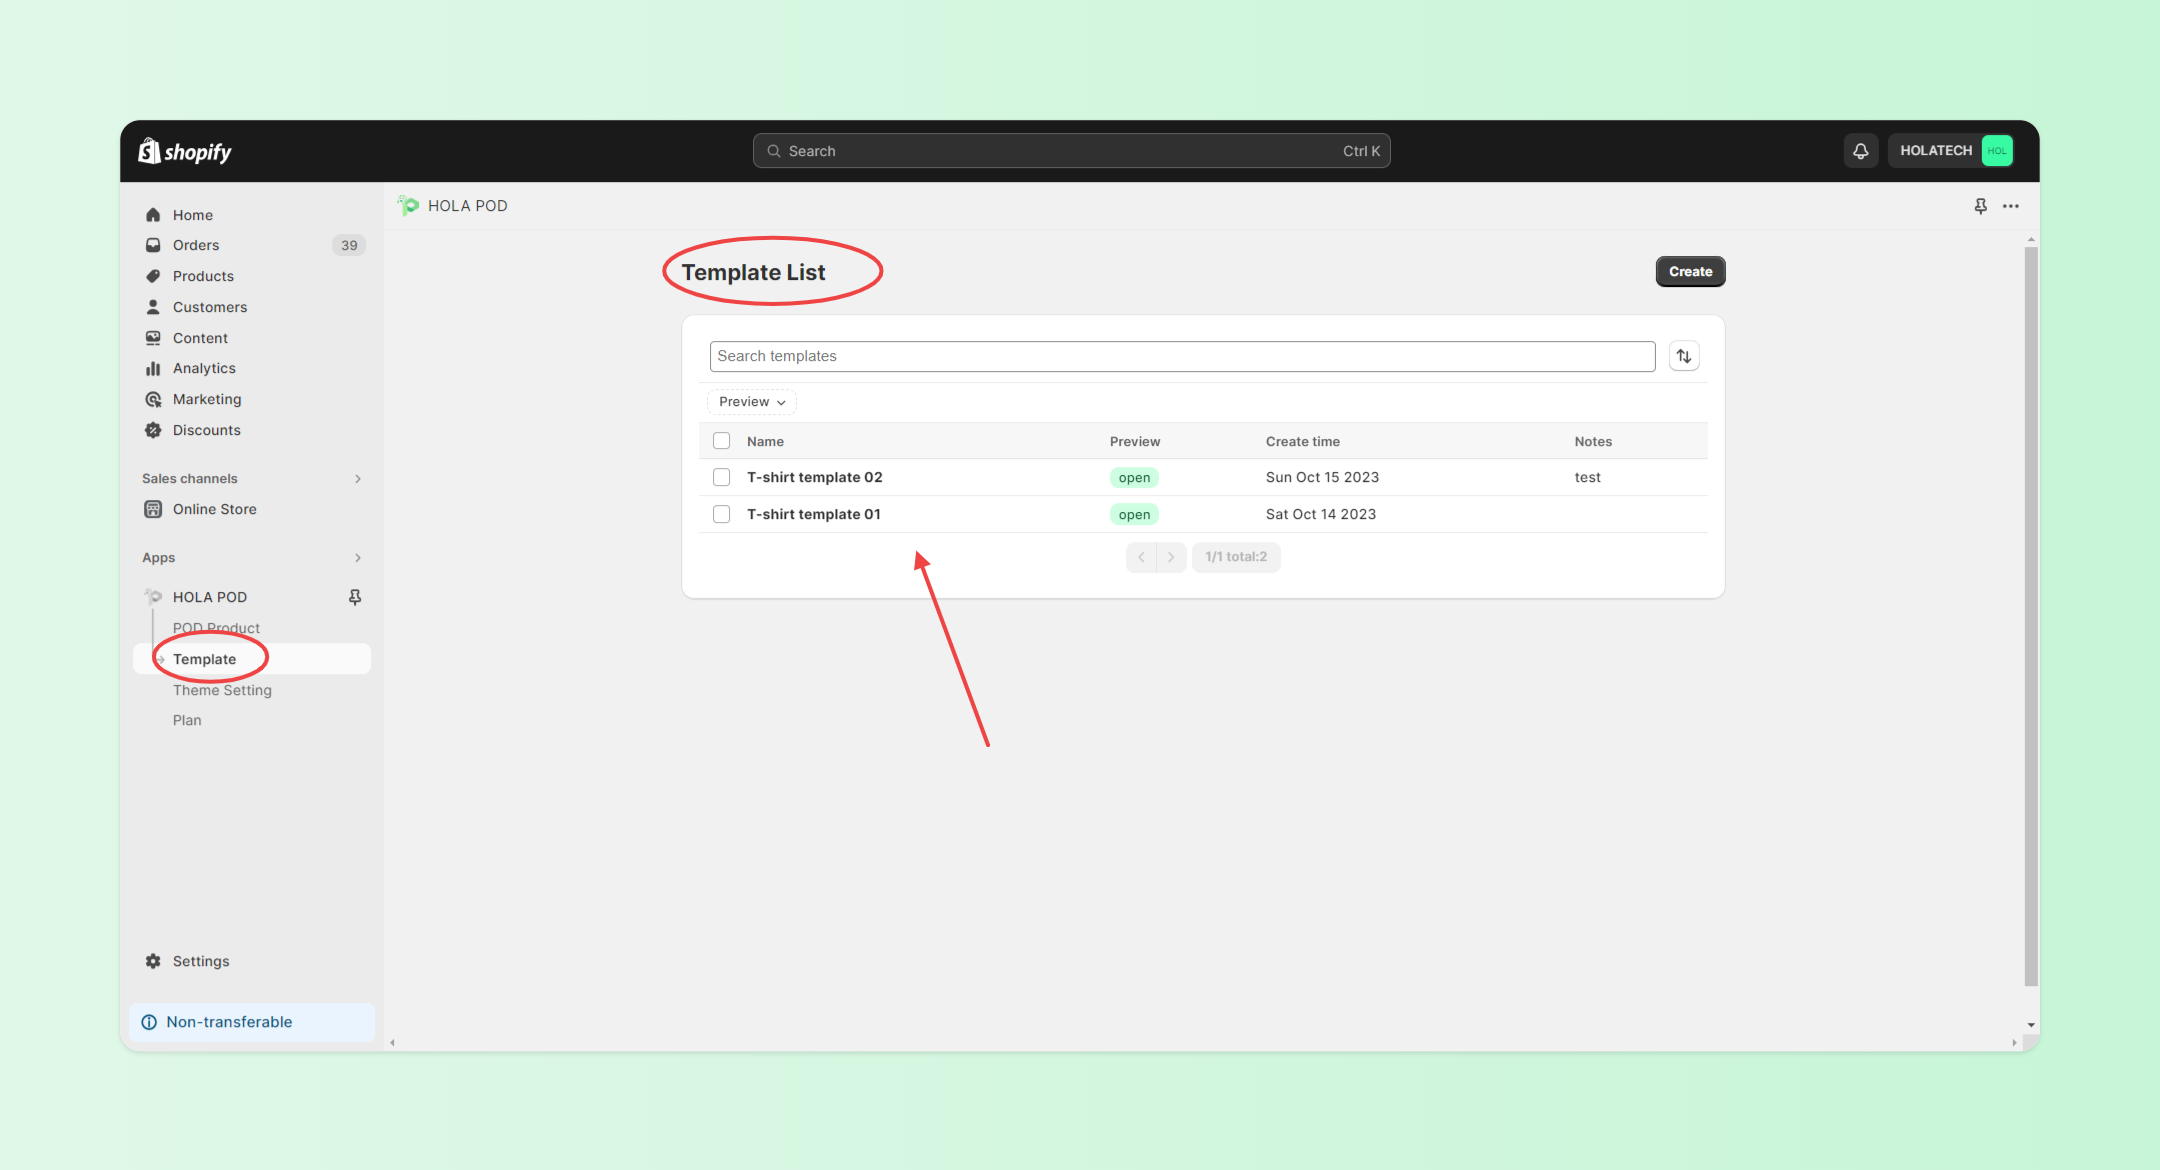 shopify
Search Ctrl K
HOLATECH HOL
Home
Orders 39
Products
Customers
Content
Analytics
Marketing
Discounts
Sales channels
Online Store
Apps
HOLA POD
POD Product
Template
Theme Setting
Plan
Settings
Non-transferable
HOLA POD
Template List
Create
Search templates
Preview
Name Preview Create time Notes
T-shirt template 02 open Sun Oct 15 2023 test
T-shirt template 01 open Sat Oct 14 2023
1/1 total:2